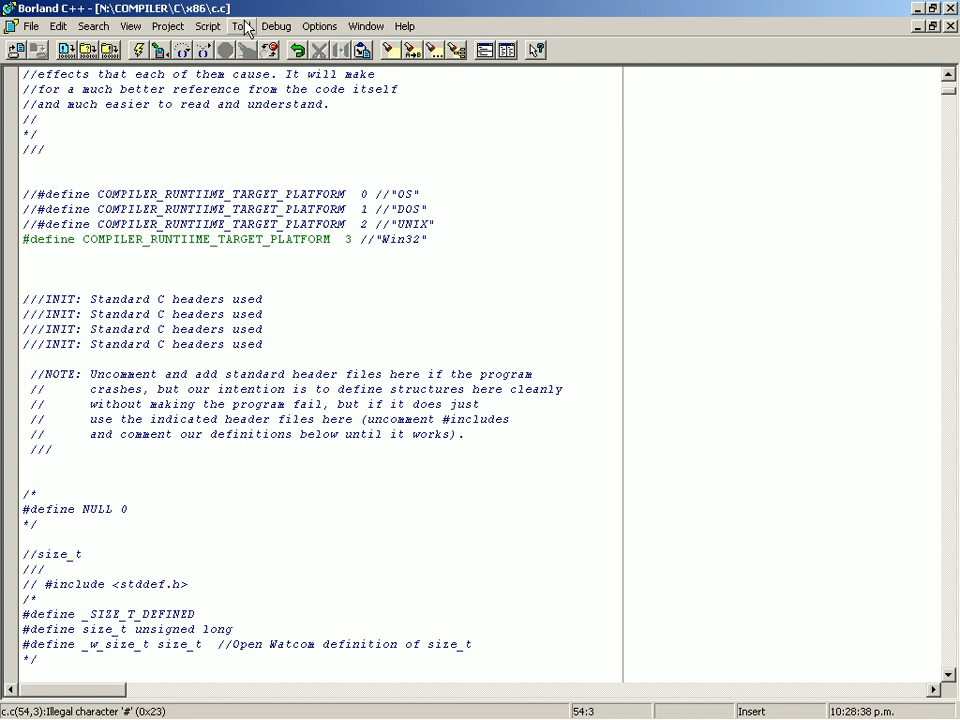 Borland C++ - [N:\COMPILER\C\x86\c.c]
File Edit Search View Project Script Debug Options Window Help
//effects that each of them cause. It will make
//for a much better reference from the code itself
//and much easier to read and understand.
//
*/
///
//#define COMPILER_RUNTIIME_TARGET_PLATFORM 0 //"OS"
//#define COMPILER_RUNTIIME_TARGET_PLATFORM 1 //"DOS"
//#define COMPILER_RUNTIIME_TARGET_PLATFORM 2 //"UNIX"
#define COMPILER_RUNTIIME_TARGET_PLATFORM 3 //"Win32"
///INIT: Standard C headers used
///INIT: Standard C headers used
///INIT: Standard C headers used
///INIT: Standard C headers used
//NOTE: Uncomment and add standard header files here if the program
// crashes, but our intention is to define structures here cleanly
// without making the program fail, but if it does just
// use the indicated header files here (uncomment #includes
// and comment our definitions below until it works).
///
/*
#define NULL 0
*/
//size_t
///
// #include <stddef.h>
/*
#define _SIZE_T_DEFINED
#define size_t unsigned long
#define _w_size_t size_t //Open Watcom definition of size_t
*/
c.c(54,3):Illegal character '#' (0x23) 54:3 Insert 10:28:38 p.m.